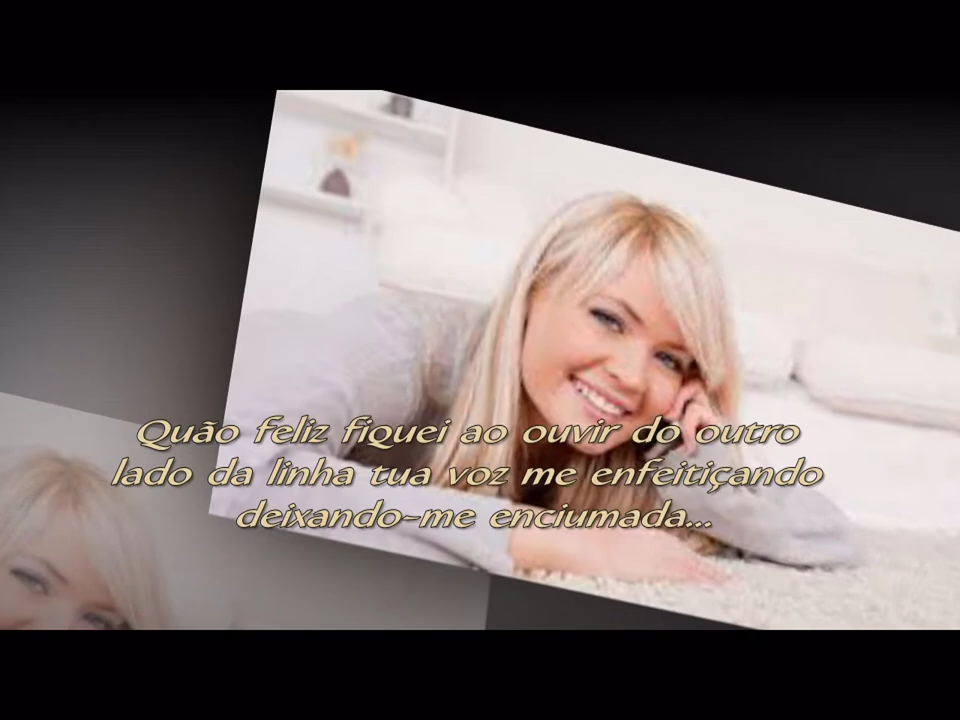 Quão feliz fiquei ao ouvir do outro
lado da linha tua voz me enfeitiçando
deixando-me enciumada...